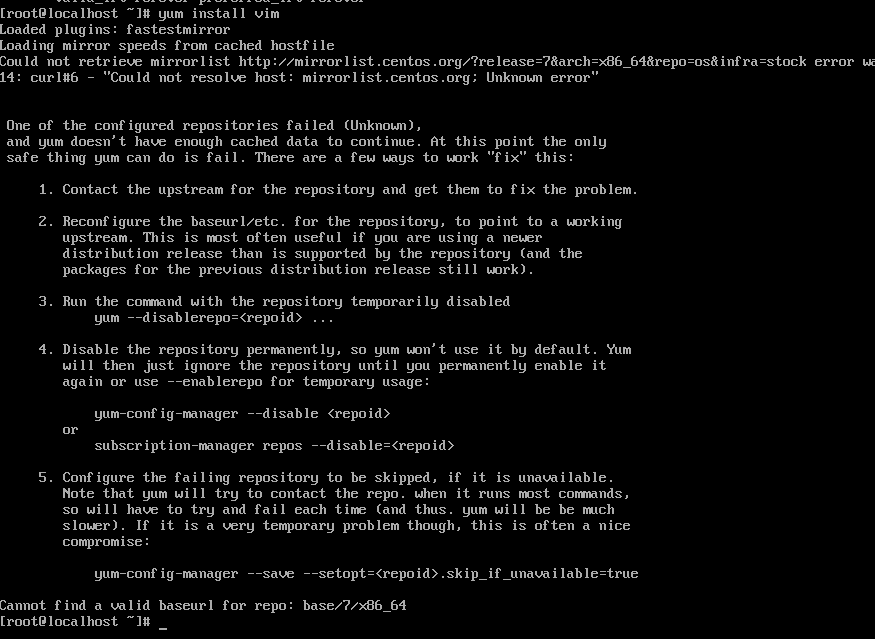 [root@localhost ~]# yum install vim
Loaded plugins: fastestmirror
Loading mirror speeds from cached hostfile
Could not retrieve mirrorlist http://mirrorlist.centos.org/?release=7&arch=x86_64&repo=os&infra=stock error wa
14: curl#6 - "Could not resolve host: mirrorlist.centos.org; Unknown error"
One of the configured repositories failed (Unknown),
and yum doesn't have enough cached data to continue. At this point the only
safe thing yum can do is fail. There are a few ways to work "fix" this:
1. Contact the upstream for the repository and get them to fix the problem.
2. Reconfigure the baseurl/etc. for the repository, to point to a working
upstream. This is most often useful if you are using a newer
distribution release than is supported by the repository (and the
packages for the previous distribution release still work).
3. Run the command with the repository temporarily disabled
yum --disablerepo=<repoid> ...
4. Disable the repository permanently, so yum won't use it by default. Yum
will then just ignore the repository until you permanently enable it
again or use --enablerepo for temporary usage:
yum-config-manager --disable <repoid>
or
subscription-manager repos --disable=<repoid>
5. Configure the failing repository to be skipped, if it is unavailable.
Note that yum will try to contact the repo. when it runs most commands,
so will have to try and fail each time (and thus. yum will be be much
slower). If it is a very temporary problem though, this is often a nice
compromise:
yum-config-manager --save --setopt=<repoid>.skip_if_unavailable=true
Cannot find a valid baseurl for repo: base/7/x86_64
[root@localhost ~]# _